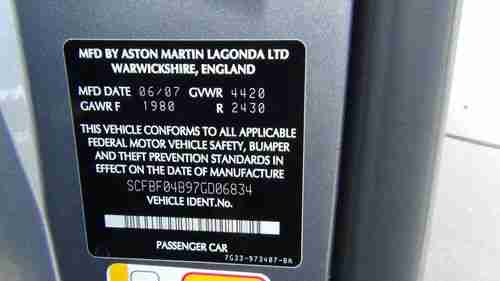 MFD BY ASTON MARTIN LAGONDA LTD
WARWICKSHIRE, ENGLAND
MFD DATE 06/07 GVWR 4420
GAWR F 1980 R 2430
THIS VEHICLE CONFORMS TO ALL APPLICABLE
FEDERAL MOTOR VEHICLE SAFETY, BUMPER
AND THEFT PREVENTION STANDARDS IN
EFFECT ON THE DATE OF MANUFACTURE
SCFBF04B97GD06834
VEHICLE IDENT.No.
PASSENGER CAR
7G33-973407-BA